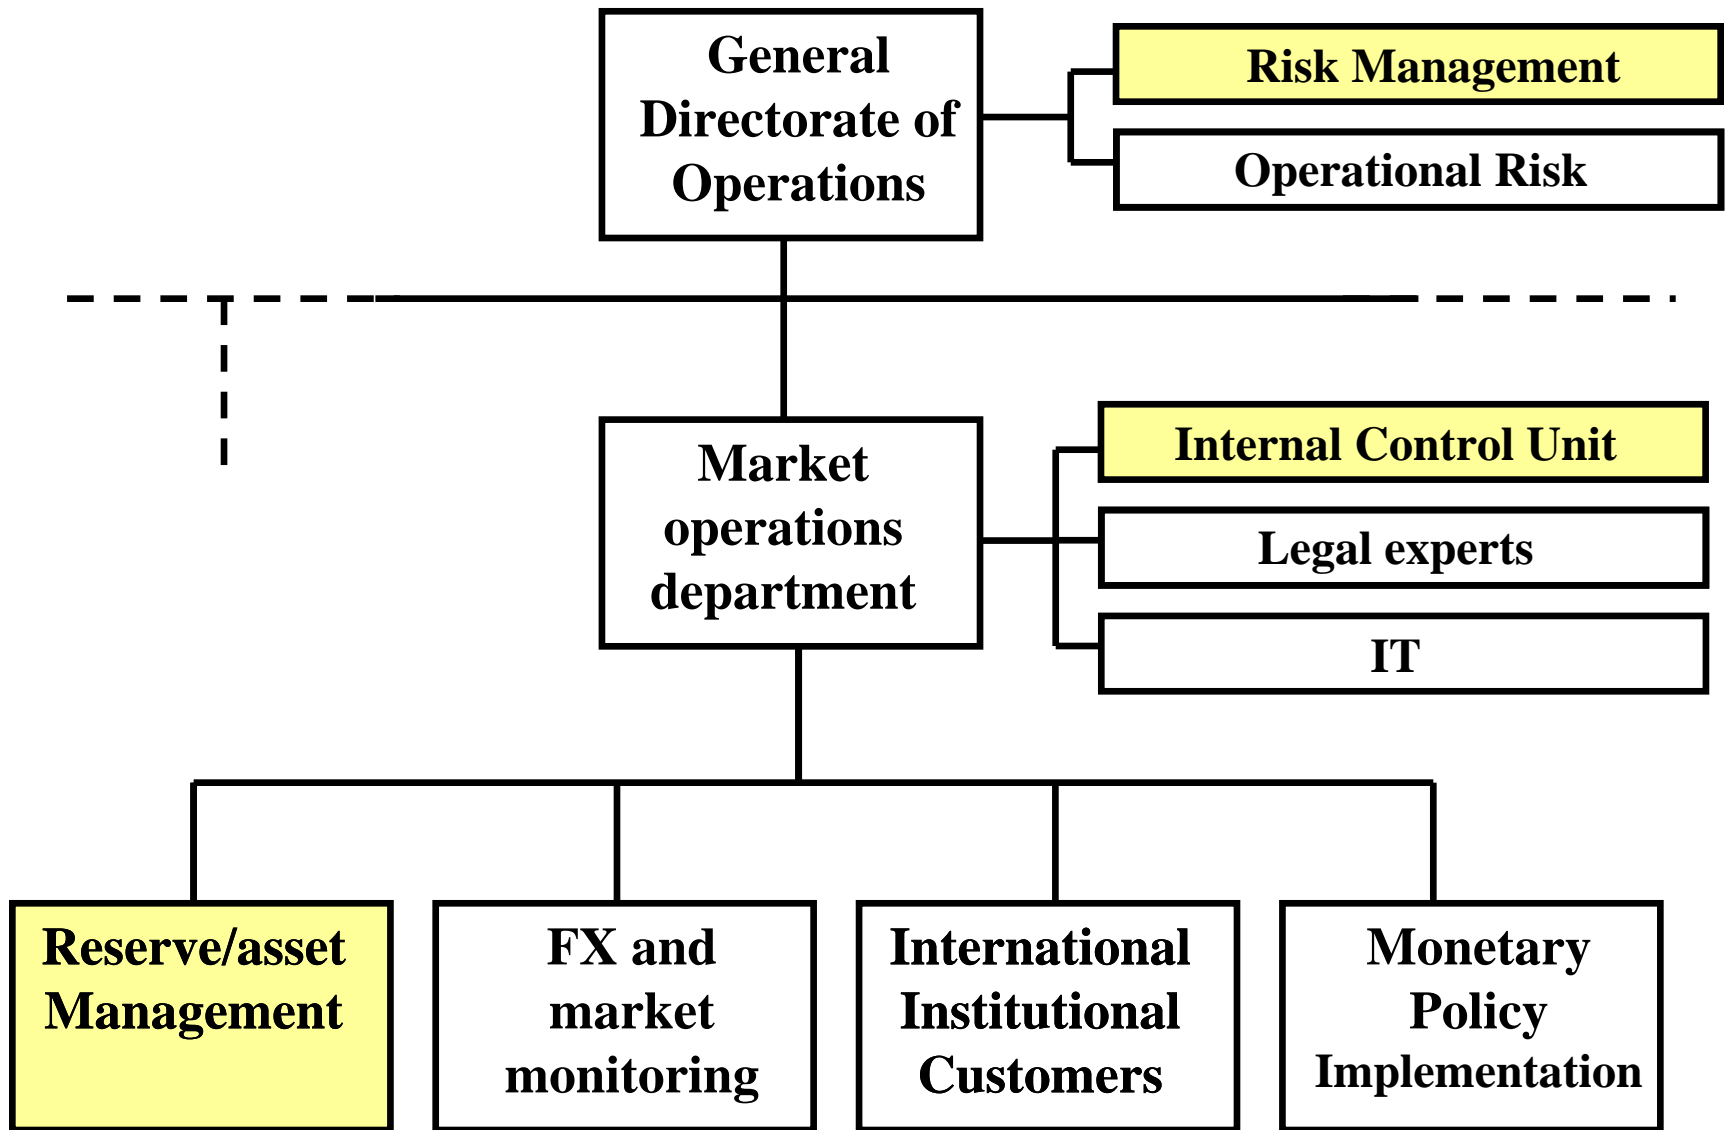 General
Directorate of
Operations
Risk Management
Operational Risk
Market
operations
department
Internal Control Unit
Legal experts
IT
Reserve/asset
Management
FX and
market
monitoring
International
Institutional
Customers
Monetary
Policy
Implementation